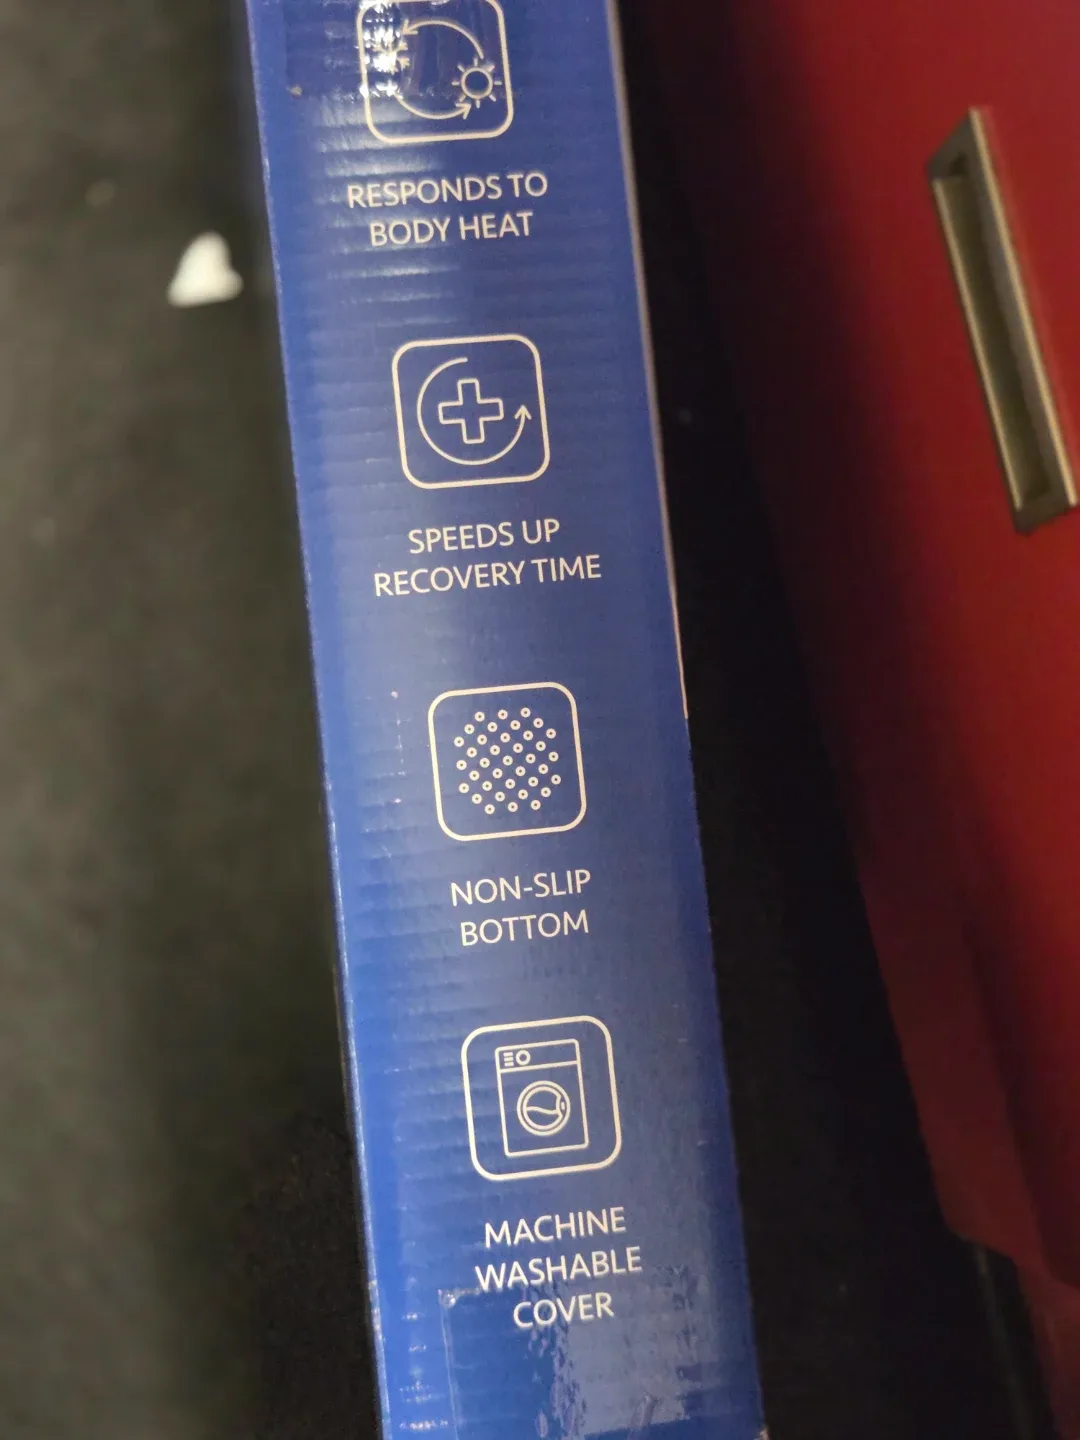 RESPONDS TO
BODY HEAT
SPEEDS UP
RECOVERY TIME
NON-SLIP
BOTTOM
MACHINE
WASHABLE
COVER